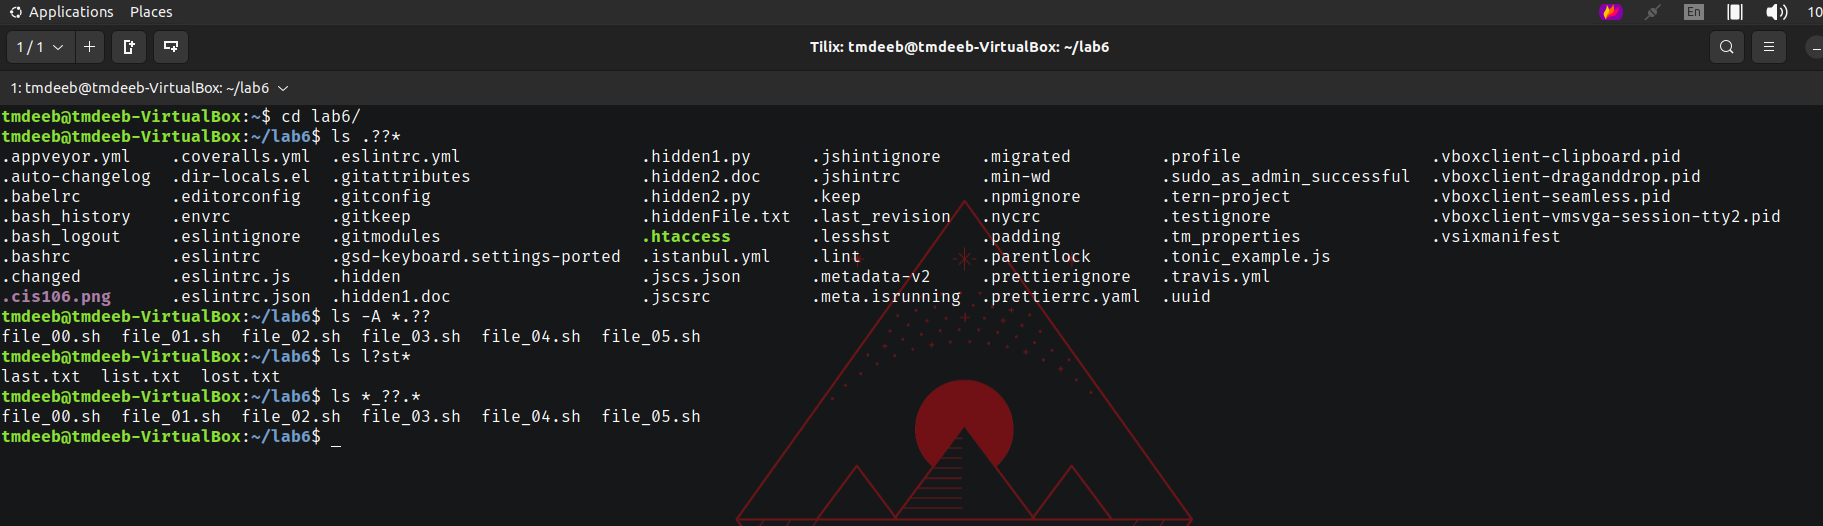 Applications Places
En
10
1 / 1
Tilix: tmdeeb@tmdeeb-VirtualBox: ~/lab6
1: tmdeeb@tmdeeb-VirtualBox: ~/lab6
tmdeeb@tmdeeb-VirtualBox:~$ cd lab6/
tmdeeb@tmdeeb-VirtualBox:~/lab6$ ls .??*
.appveyor.yml .coveralls.yml .eslintrc.yml .hidden1.py .jshintignore .migrated .profile .vboxclient-clipboard.pid
.auto-changelog .dir-locals.el .gitattributes .hidden2.doc .jshintrc .min-wd .sudo_as_admin_successful .vboxclient-draganddrop.pid
.babelrc .editorconfig .gitconfig .hidden2.py .keep .npmignore .tern-project .vboxclient-seamless.pid
.bash_history .envrc .gitkeep .hiddenFile.txt .last_revision .nycrc .testignore .vboxclient-vmsvga-session-tty2.pid
.bash_logout .eslintignore .gitmodules .htaccess .lesshst .padding .tm_properties .vsixmanifest
.bashrc .eslintrc .gsd-keyboard.settings-ported .istanbul.yml .lint .parentlock .tonic_example.js
.changed .eslintrc.js .hidden .jscs.json .metadata-v2 .prettierignore .travis.yml
.cis106.png .eslintrc.json .hidden1.doc .jscsrc .meta.isrunning .prettierrc.yaml .uuid
tmdeeb@tmdeeb-VirtualBox:~/lab6$ ls -A *.??
file_00.sh file_01.sh file_02.sh file_03.sh file_04.sh file_05.sh
tmdeeb@tmdeeb-VirtualBox:~/lab6$ ls l?st*
last.txt list.txt lost.txt
tmdeeb@tmdeeb-VirtualBox:~/lab6$ ls *_??.*
file_00.sh file_01.sh file_02.sh file_03.sh file_04.sh file_05.sh
tmdeeb@tmdeeb-VirtualBox:~/lab6$ _